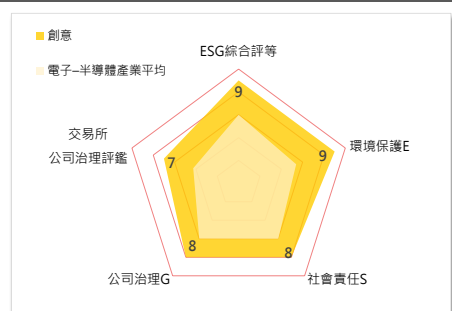 創意
電子–半導體產業平均
ESG綜合評等
9
環境保護E
9
社會責任S
8
公司治理G
8
交易所
公司治理評鑑
7